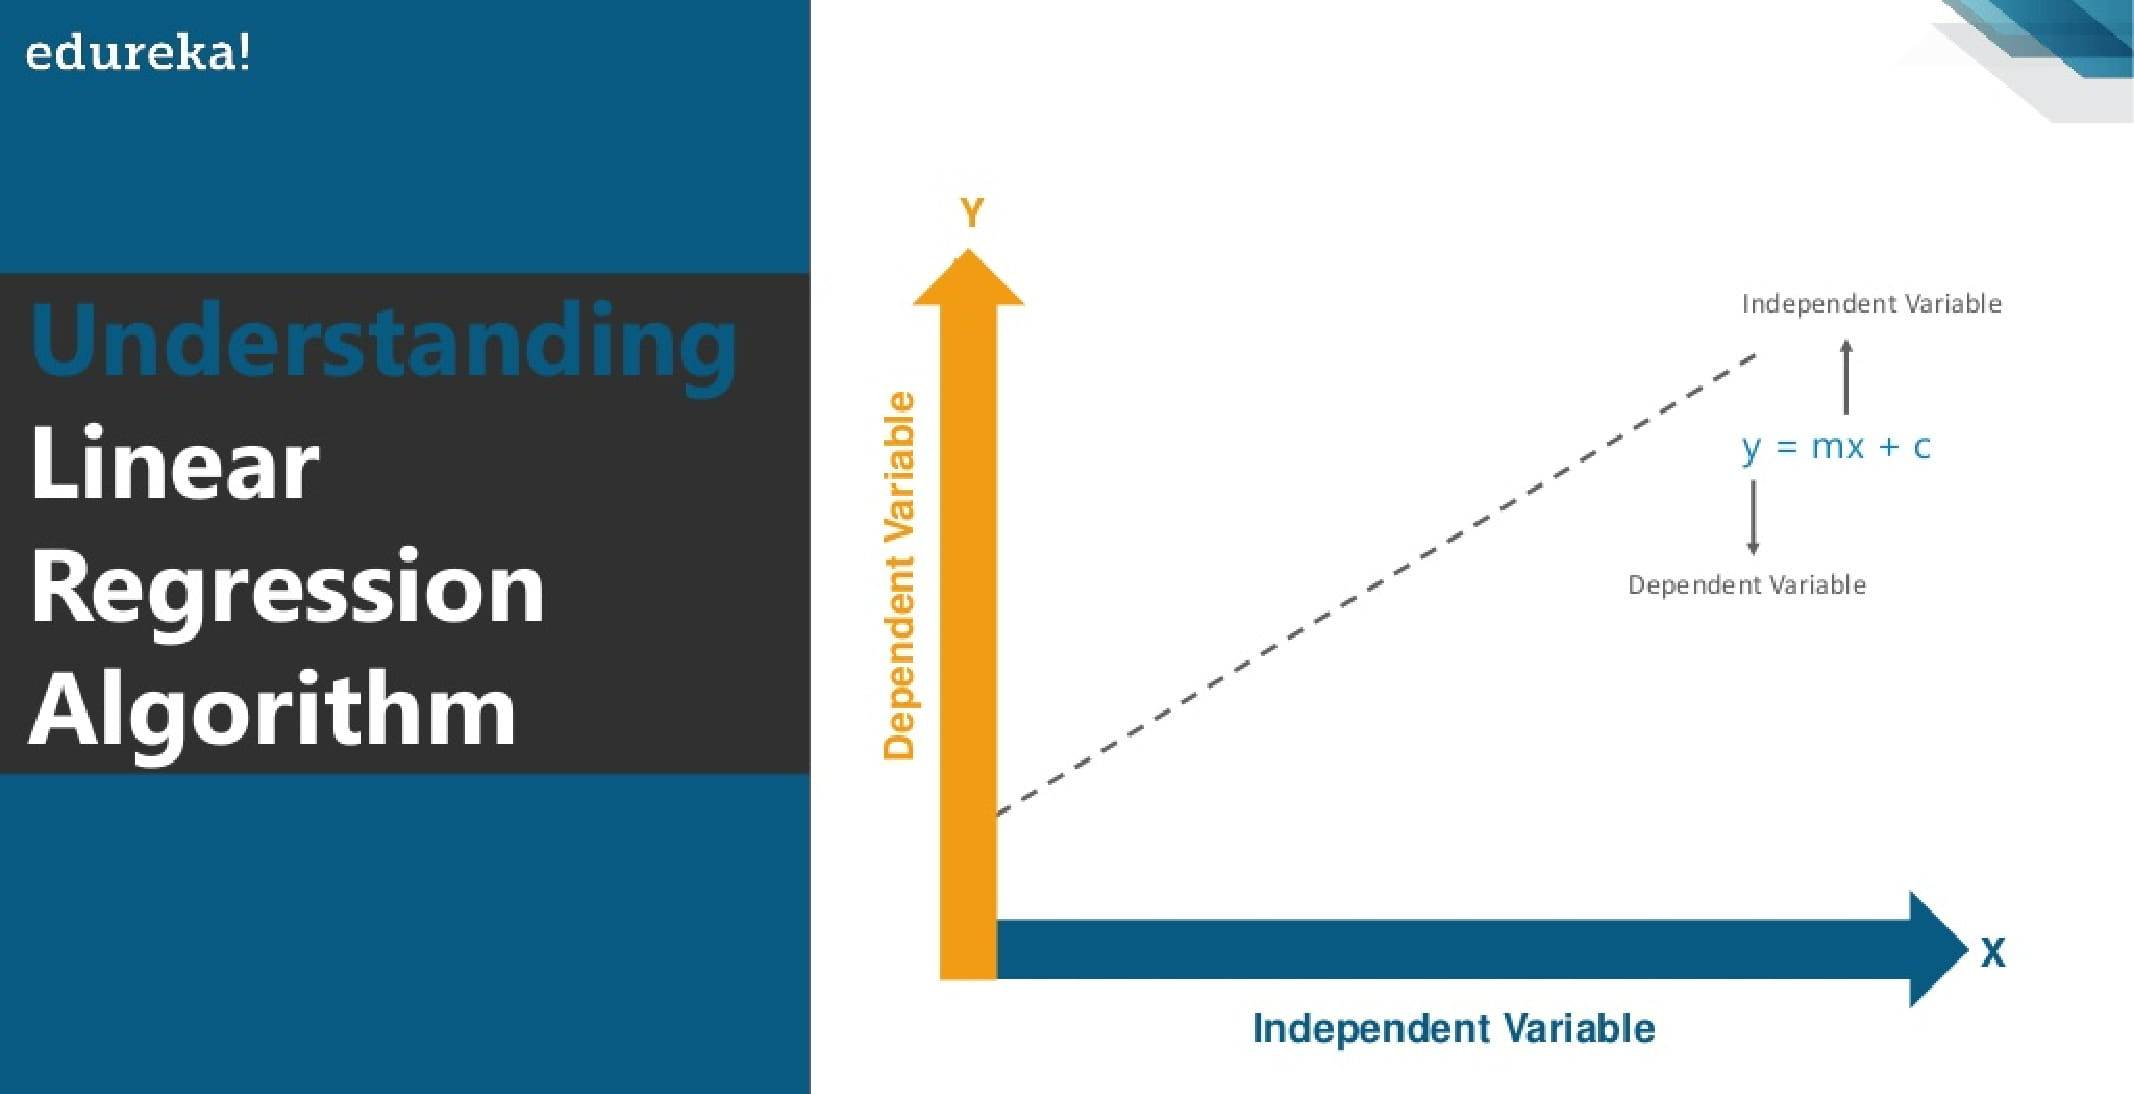 edureka!
Understanding
Linear
Regression
Algorithm
Y
Dependent Variable
Independent Variable
y = mx + c
Dependent Variable
X
Independent Variable